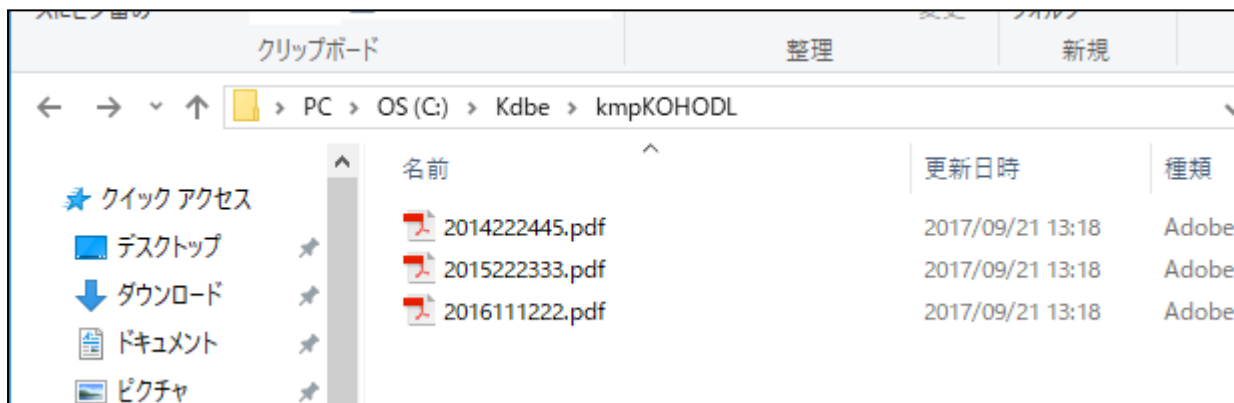 クリップボード
整理
新規
PC > OS (C:) > Kdbe > kmpKOHODL
名前
更新日時
種類
クイック アクセス
デスクトップ
ダウンロード
ドキュメント
ピクチャ
2014222445.pdf 2017/09/21 13:18 Adobe
2015222333.pdf 2017/09/21 13:18 Adobe
2016111222.pdf 2017/09/21 13:18 Adobe